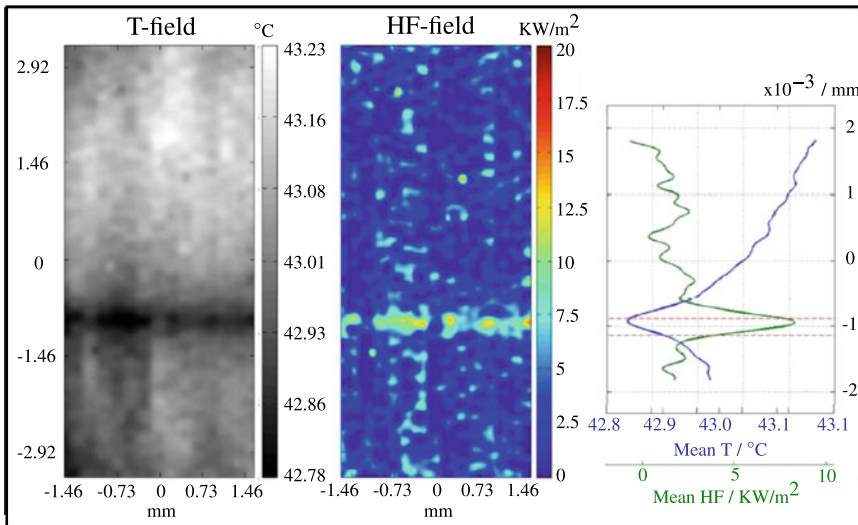 T-field
°C
HF-field
KW/m2
2.92
1.46
0
-1.46
-2.92
-1.46 -0.73 0 0.73 1.46
mm
43.23
43.16
43.08
43.01
42.93
42.86
42.78
-1.46 -0.73 0 0.73 1.46
mm
20
17.5
15
12.5
10
7.5
5
2.5
0
x10-3 / mm
2
1
0
-1
-2
42.8 42.9 43.0 43.1 43.1
Mean T / °C
0 5 10
Mean HF / KW/m2